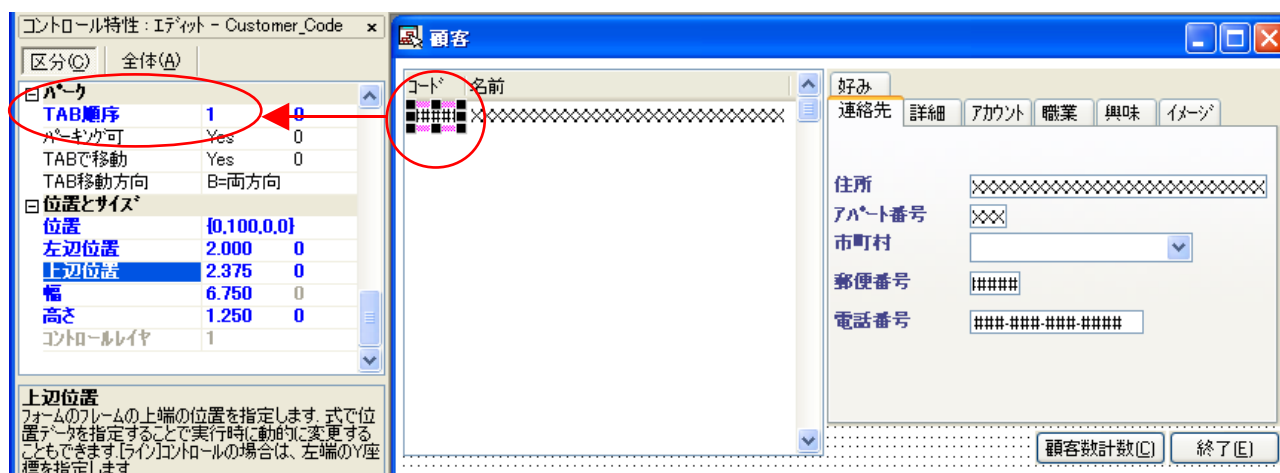 コントロール特性:エディット - Customer_Code x
区分(C) 全体(A)
パーク
TAB順序 1 0
パーキング可 Yes 0
TABで移動 Yes 0
TAB移動方向 B=両方向
位置とサイズ
位置 {0,100,0,0}
左辺位置 2.000 0
上辺位置 2.375 0
幅 6.750 0
高さ 1.250 0
コントロールレイヤ 1
上辺位置
フォームのフレームの上端の位置を指定します. 式で位
置データを指定することで実行時に動的に変更する
こともできます.[ライン]コントロールの場合は、左端のY座
標を指定します
顧客
コード 名前
#### XXXXXXXXXXXXXXXXXXXXXXXXXXXXX
好み
連絡先 詳細 アカウント 職業 興味 イメージ
住所 XXXXXXXXXXXXXXXXXXXXXXXXXXXX
アパート番号 XXX
市町村
郵便番号 #####
電話番号 ###-###-###-####
顧客数計数(C) 終了(E)